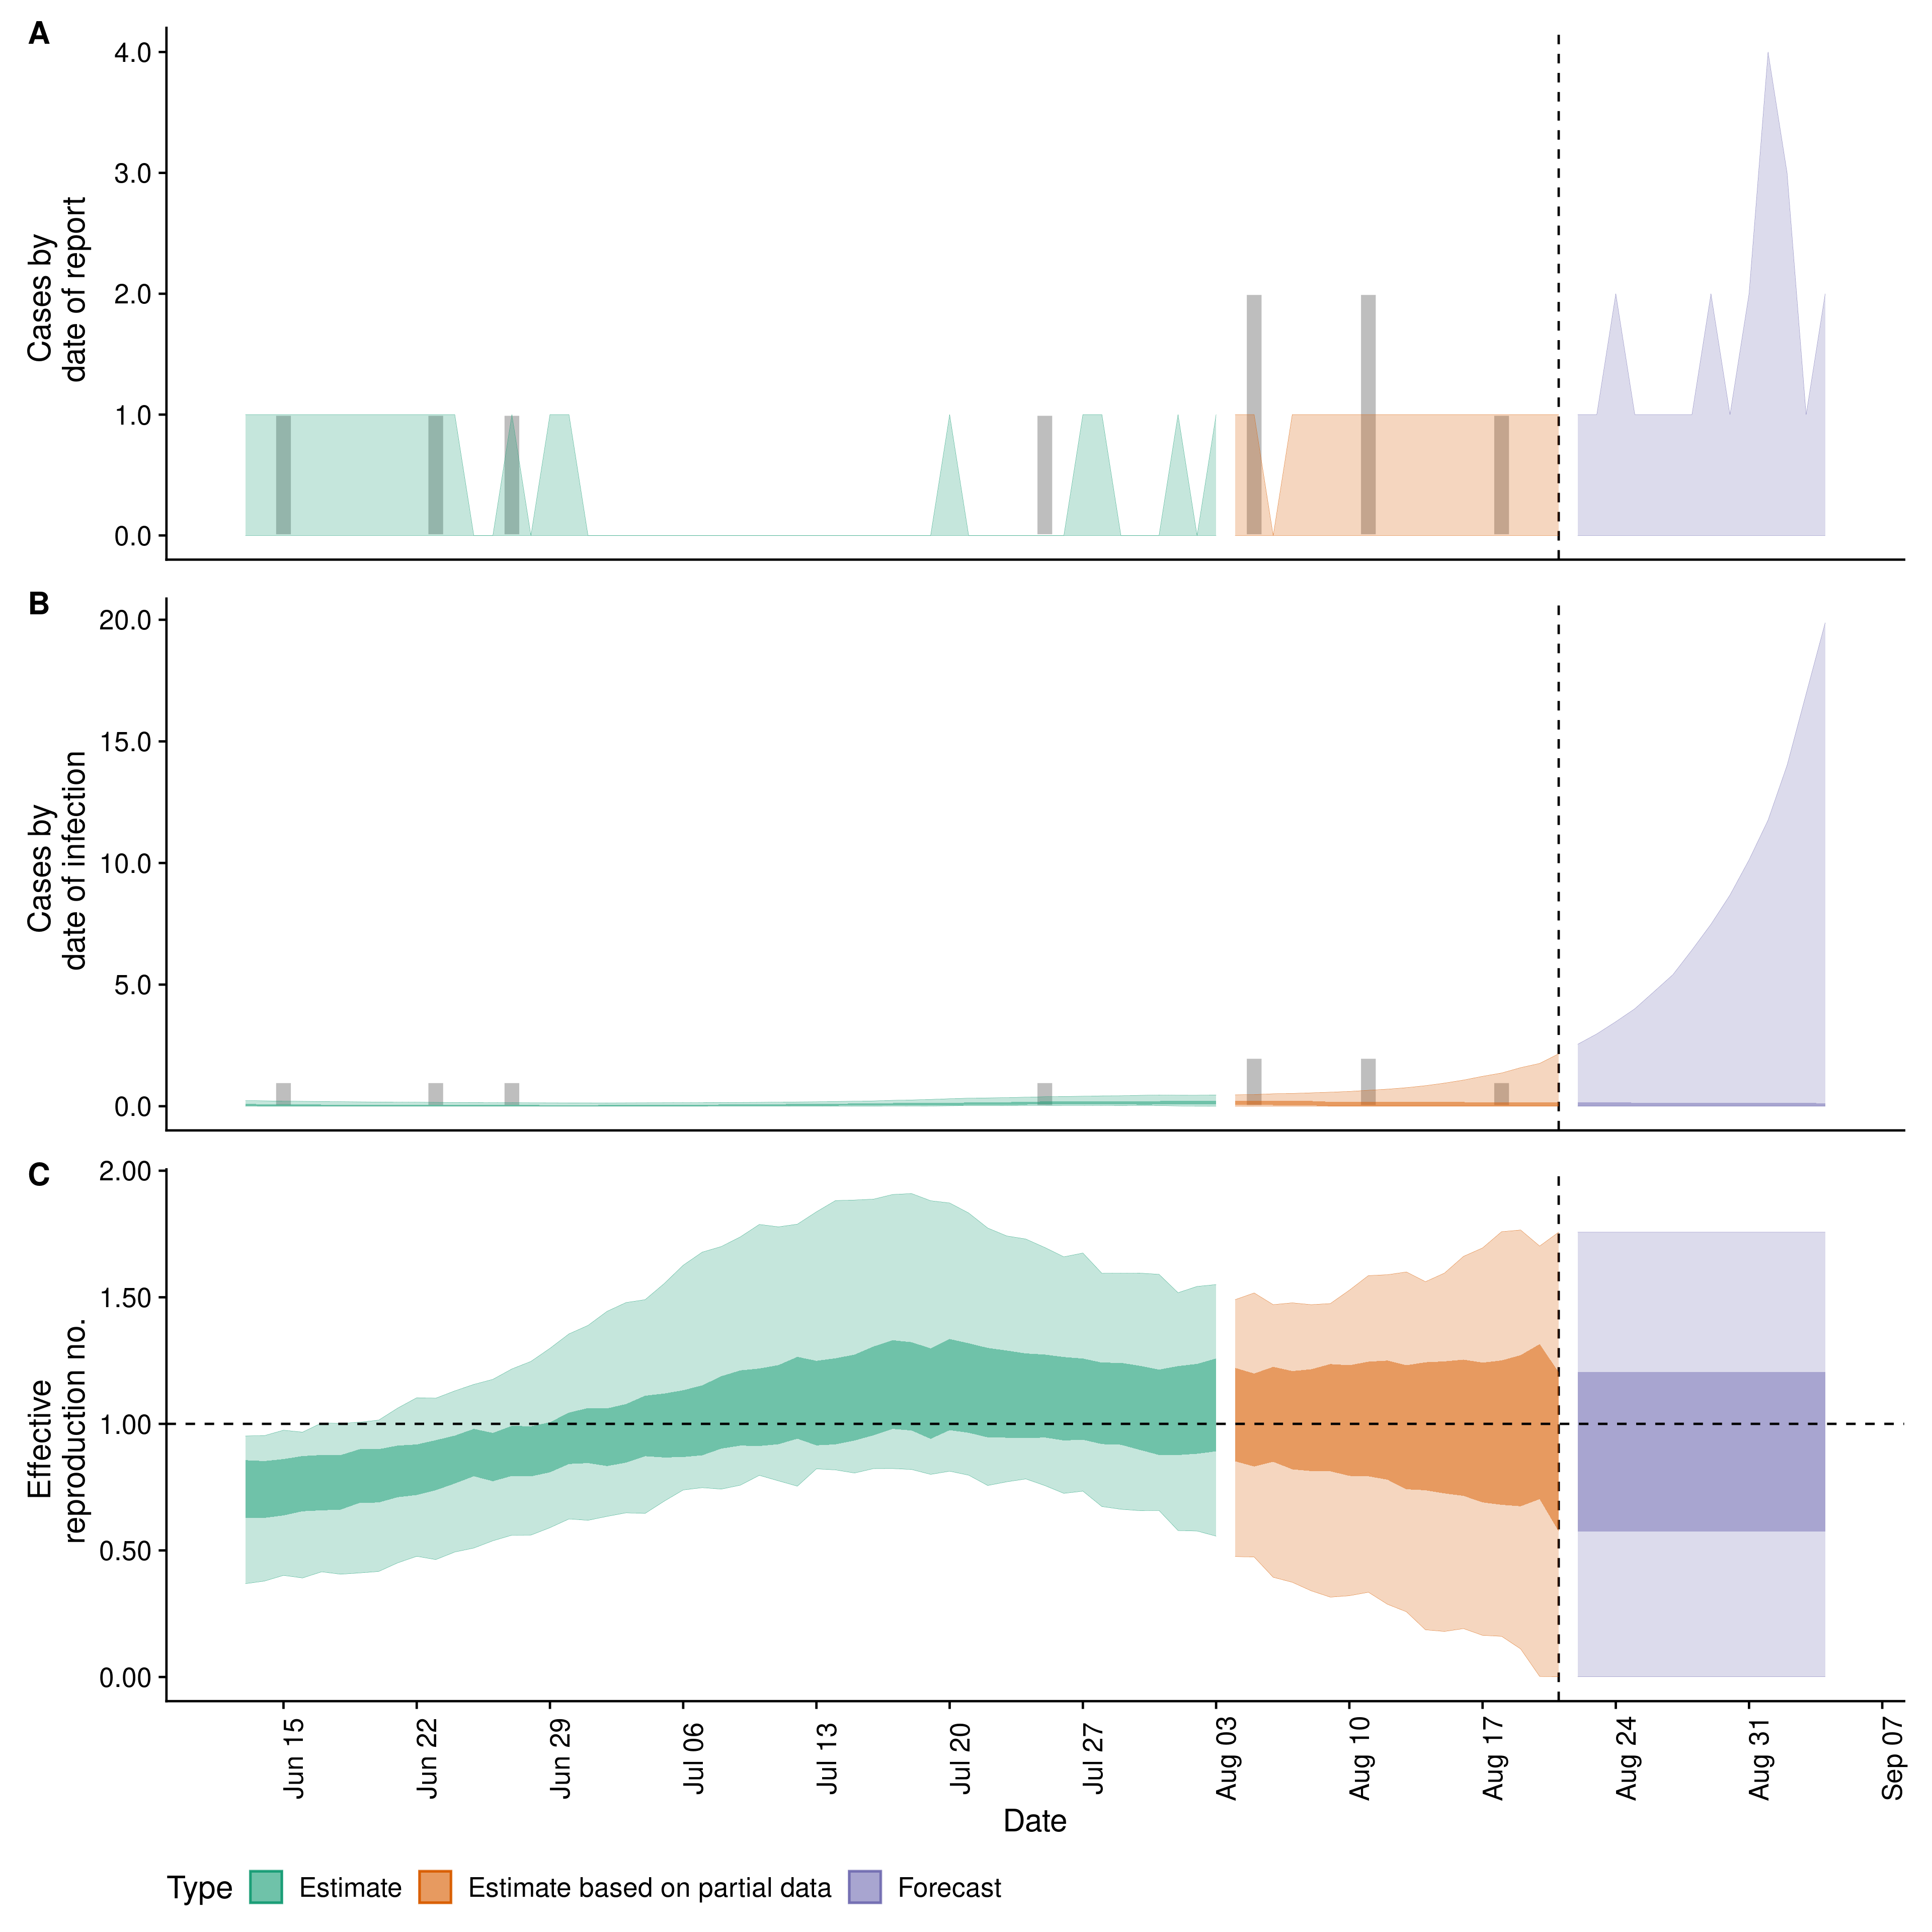 A
4.0
3.0
2.0
1.0
0.0
Cases by
date of report
B
20.0
15.0
10.0
5.0
0.0
Cases by
date of infection
C
2.00
1.50
1.00
0.50
0.00
Effective
reproduction no.
Jun 15
Jun 22
Jun 29
Jul 06
Jul 13
Jul 20
Jul 27
Aug 03
Aug 10
Aug 17
Aug 24
Aug 31
Sep 07
Date
Type Estimate Estimate based on partial data Forecast